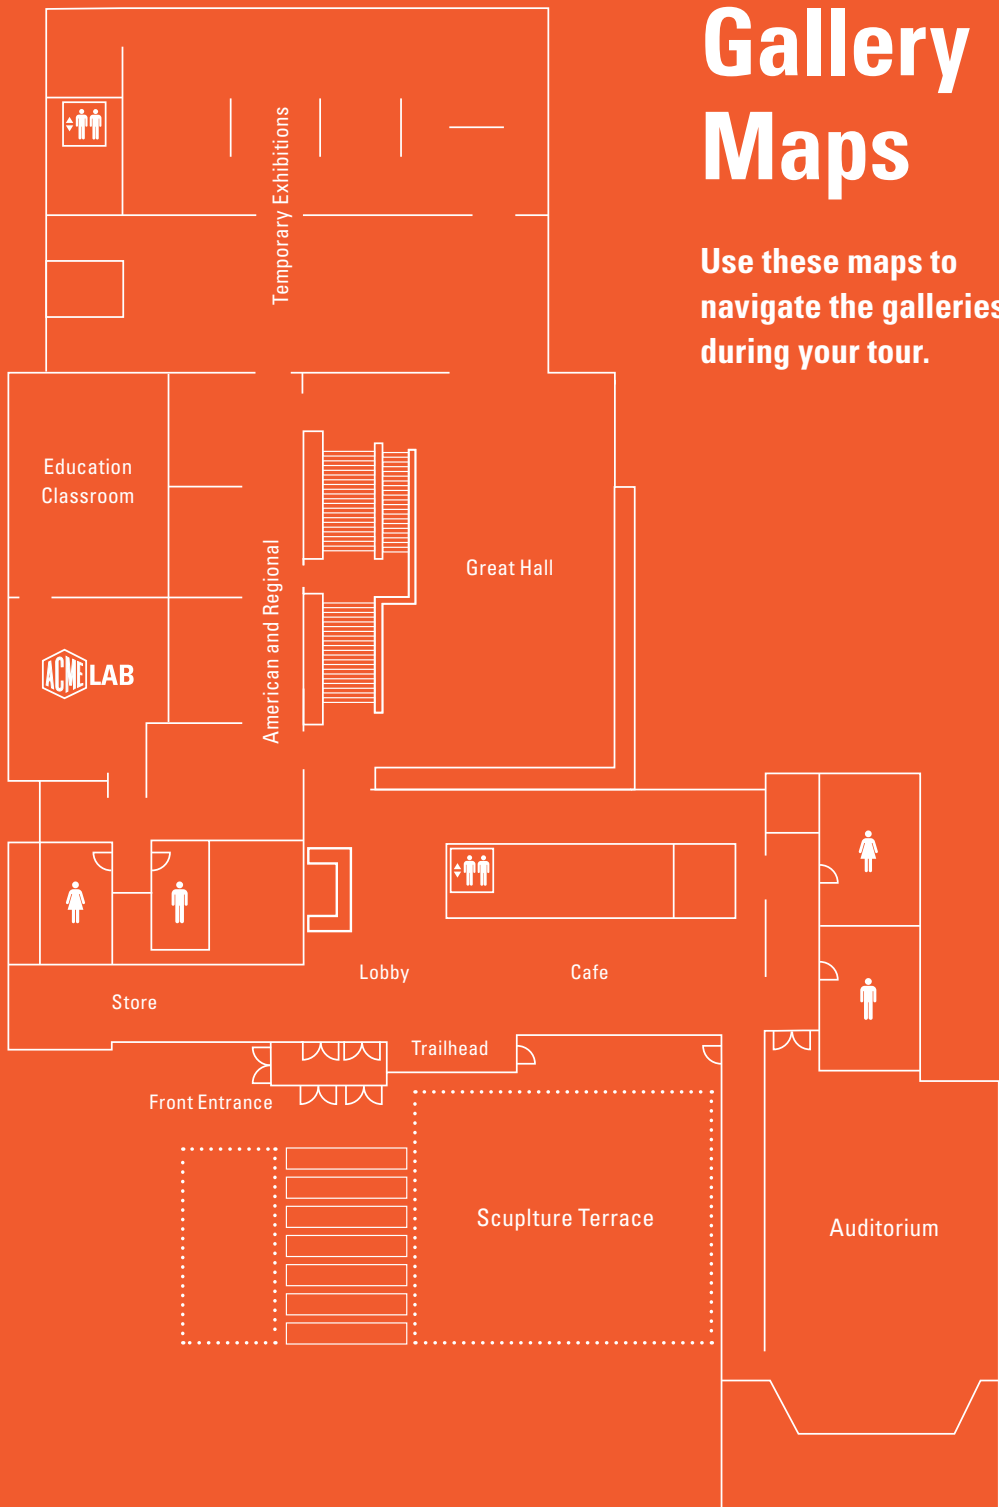 Gallery
Maps
Use these maps to
navigate the galleries
during your tour.
Temporary Exhibitions
Education
Classroom
American and Regional
Great Hall
ACME LAB
Lobby
Cafe
Store
Trailhead
Front Entrance
Scuplture Terrace
Auditorium